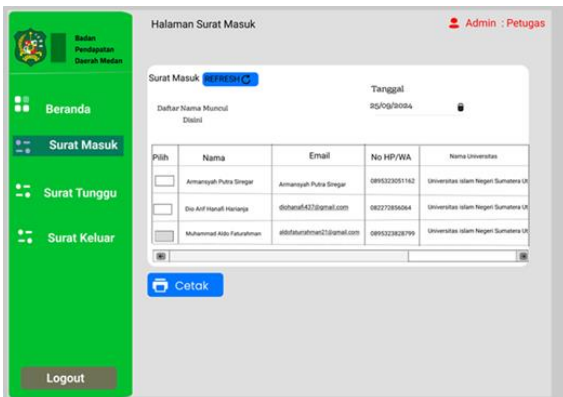 Badan
Pendapatan
Daerah Medan
Beranda
Surat Masuk
Surat Tunggu
Surat Keluar
Logout
Halaman Surat Masuk
Admin : Petugas
Surat Masuk REFRESH
Tanggal
Daftar Nama Muncul
Disini
25/09/2024
Pilih Nama Email No HP/WA Nama Universitas
Armansyah Putra Siregar Armansyah Putra Siregar 0895323051162 Universitas islam Negeri Sumatera Ut
Dio Arif Hanafi Harianja diohanafi437@gmail.com 082272856064 Universitas islam Negeri Sumatera Ut
Muhammad Aldo Faturahman aldofaturrahman21@gmail.com 0895323828799 Universitas islam Negeri Sumatera Ut
Cetak